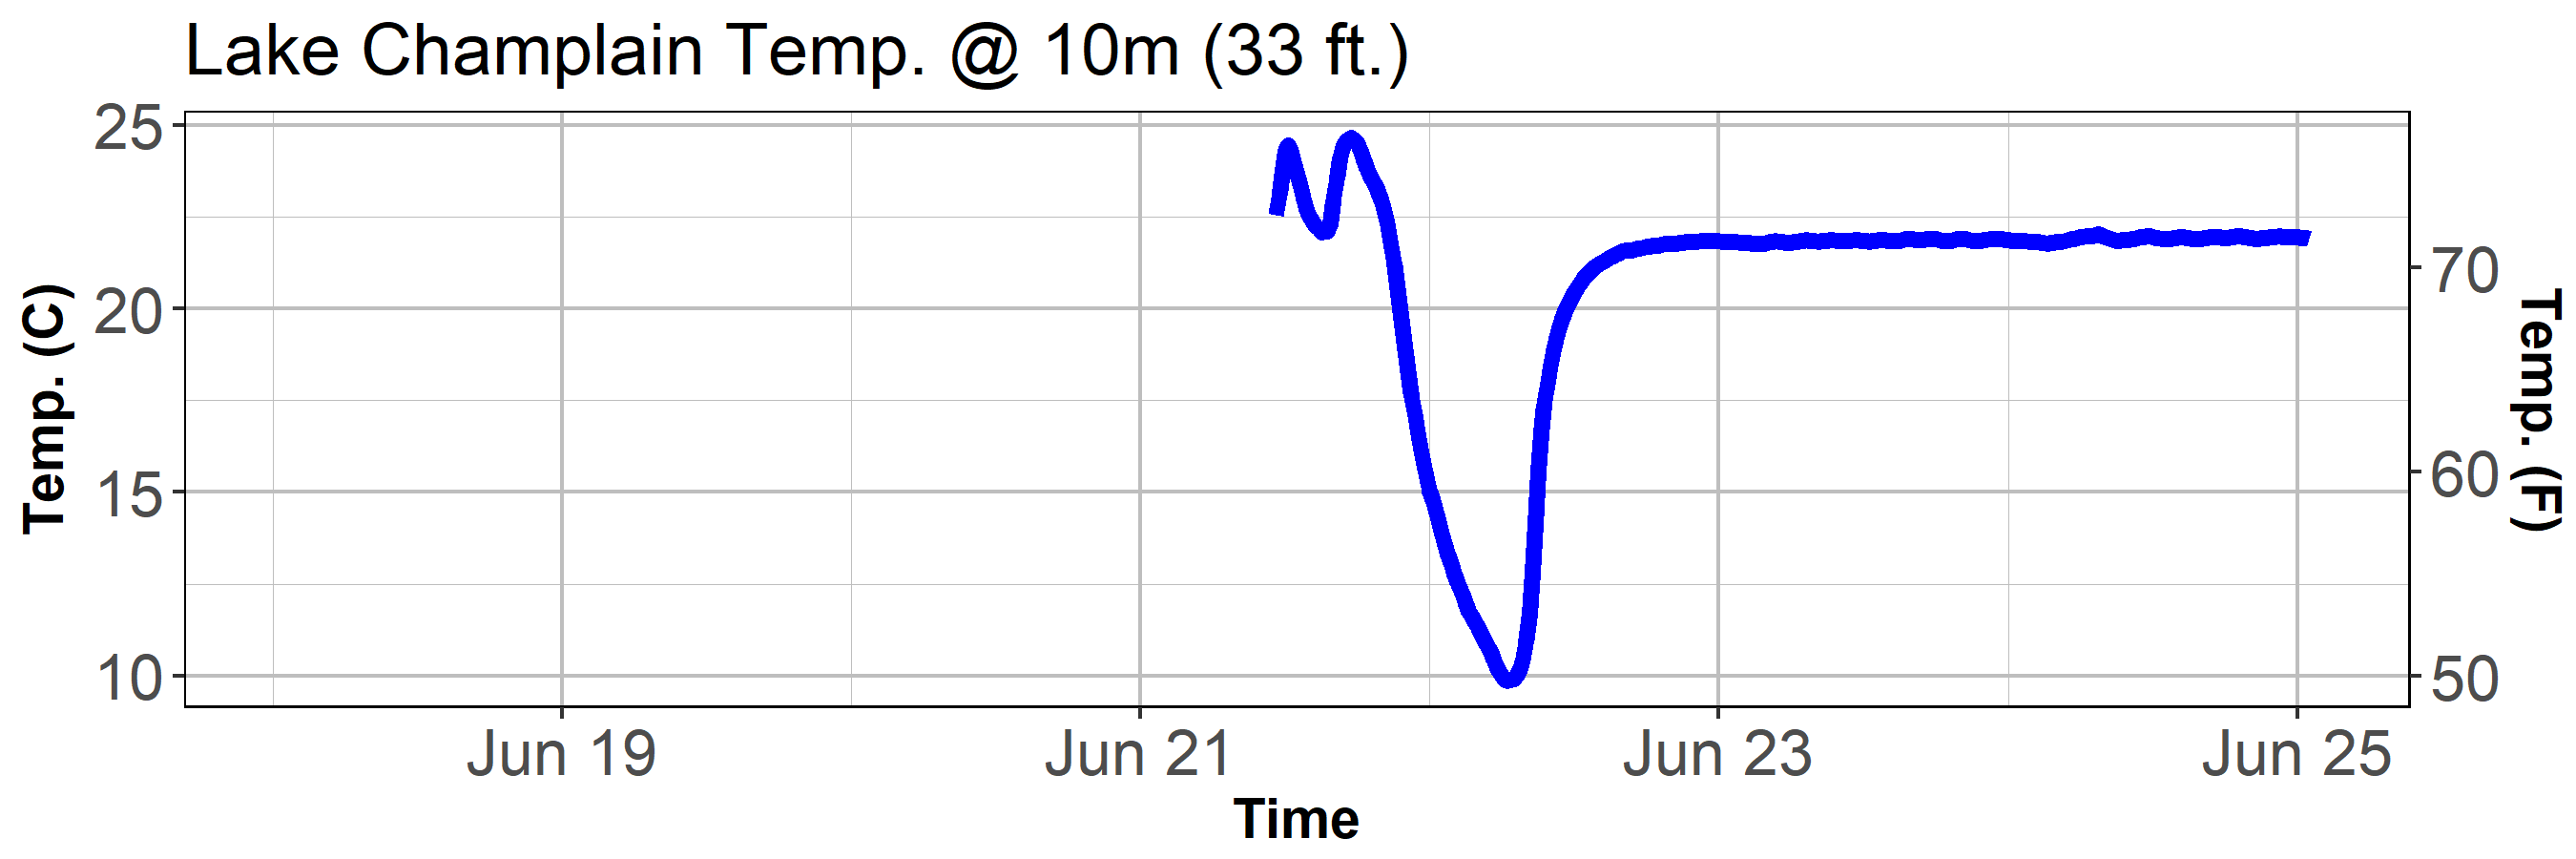 Lake Champlain Temp. @ 10m (33 ft.)
25
20
15
10
Temp. (C)
70
60
50
Temp. (F)
Jun 19
Jun 21
Jun 23
Jun 25
Time